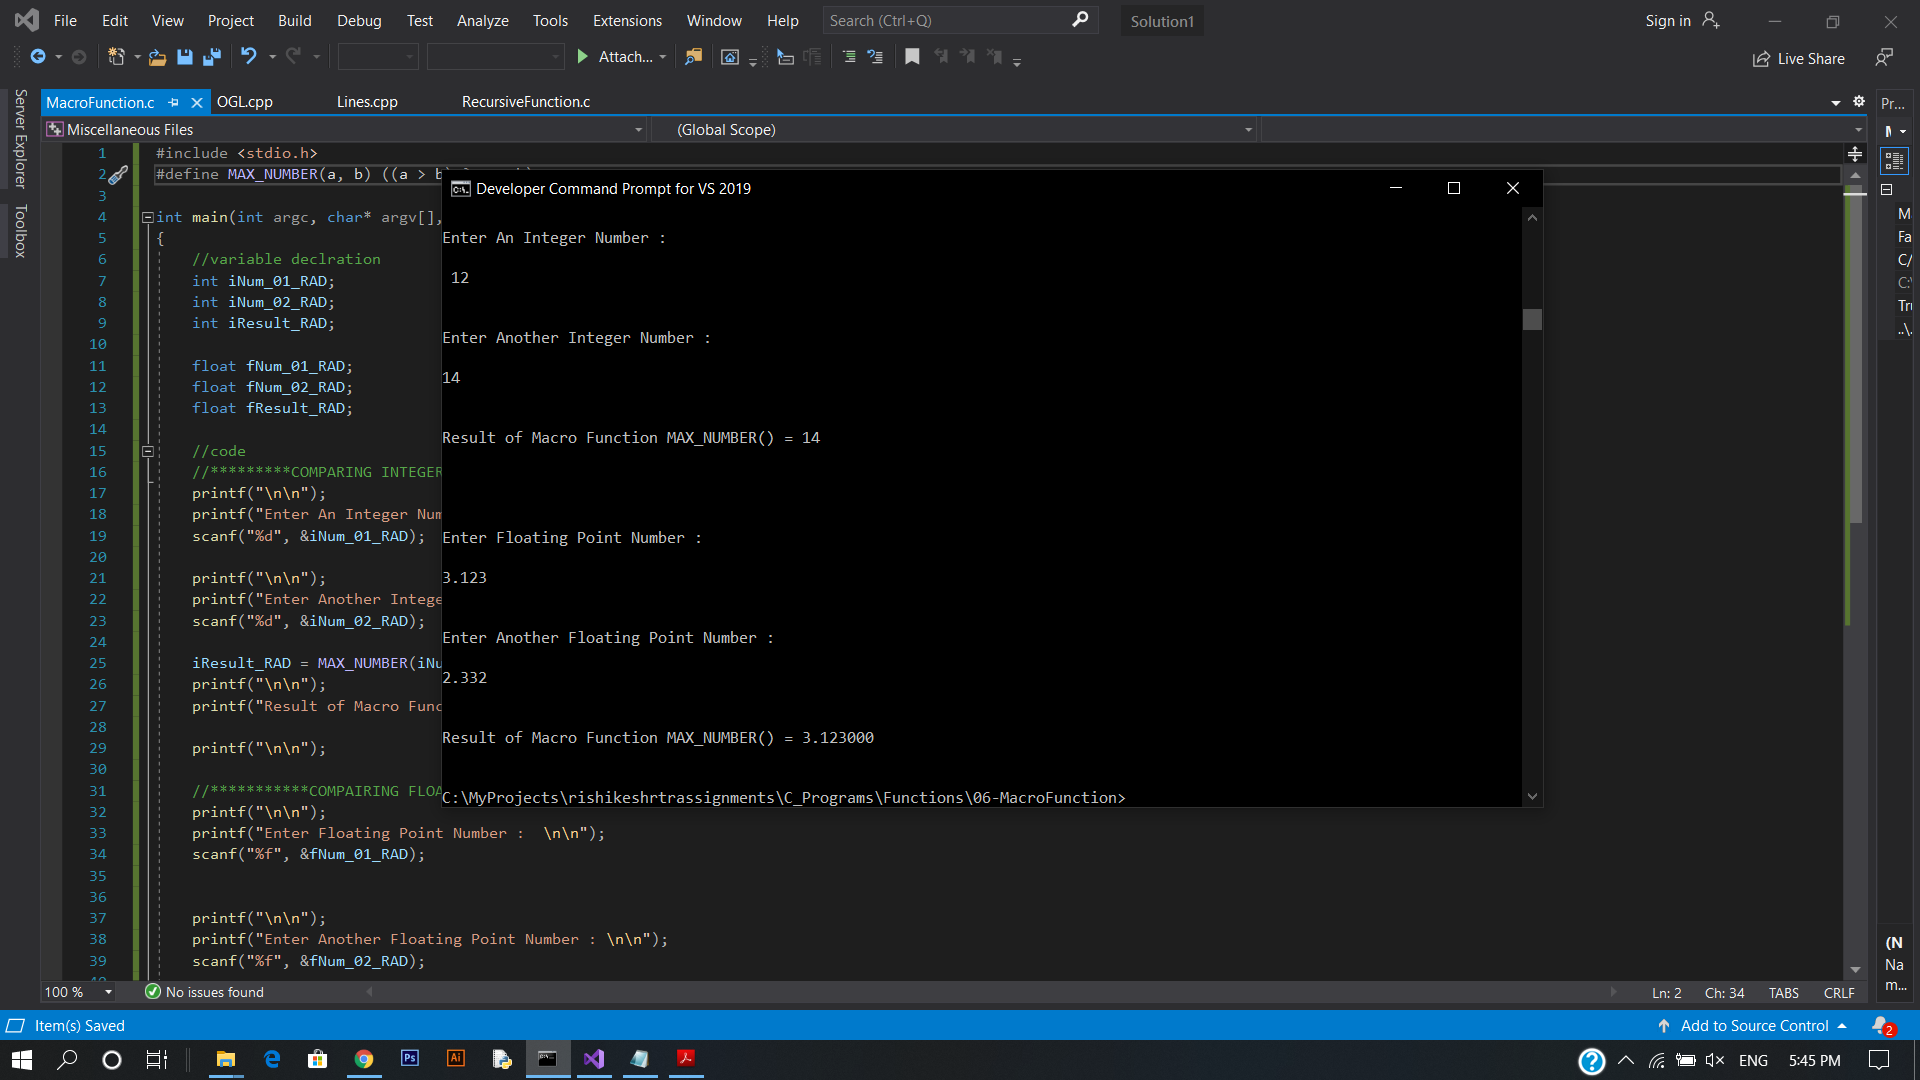 File Edit View Project Build Debug Test Analyze Tools Extensions Window Help Search (Ctrl+Q) Solution1 Sign in
Attach... Live Share
Server Explorer
Toolbox
MacroFunction.c OGL.cpp Lines.cpp RecursiveFunction.c Pr...
Miscellaneous Files (Global Scope)
1 #include <stdio.h>
2 #define MAX_NUMBER(a, b) ((a > b
3
4 int main(int argc, char* argv[],
5 {
6 //variable declration
7 int iNum_01_RAD;
8 int iNum_02_RAD;
9 int iResult_RAD;
10
11 float fNum_01_RAD;
12 float fNum_02_RAD;
13 float fResult_RAD;
14
15 //code
16 //*********COMPARING INTEGER
17 printf("\n\n");
18 printf("Enter An Integer Num
19 scanf("%d", &iNum_01_RAD);
20
21 printf("\n\n");
22 printf("Enter Another Intege
23 scanf("%d", &iNum_02_RAD);
24
25 iResult_RAD = MAX_NUMBER(iNu
26 printf("\n\n");
27 printf("Result of Macro Func
28
29 printf("\n\n");
30
31 //***********COMPAIRING FLOA
32 printf("\n\n");
33 printf("Enter Floating Point Number :  \n\n");
34 scanf("%f", &fNum_01_RAD);
35
36
37 printf("\n\n");
38 printf("Enter Another Floating Point Number : \n\n");
39 scanf("%f", &fNum_02_RAD);
Developer Command Prompt for VS 2019
Enter An Integer Number :
12
Enter Another Integer Number :
14
Result of Macro Function MAX_NUMBER() = 14
Enter Floating Point Number :
3.123
Enter Another Floating Point Number :
2.332
Result of Macro Function MAX_NUMBER() = 3.123000
C:\MyProjects\rishikeshrtrassignments\C_Programs\Functions\06-MacroFunction>
M
Fa
C/
C:\
Tru
..\.
(N
Na
m...
100 % No issues found Ln: 2 Ch: 34 TABS CRLF
Item(s) Saved Add to Source Control 2
Ps Ai ENG 5:45 PM